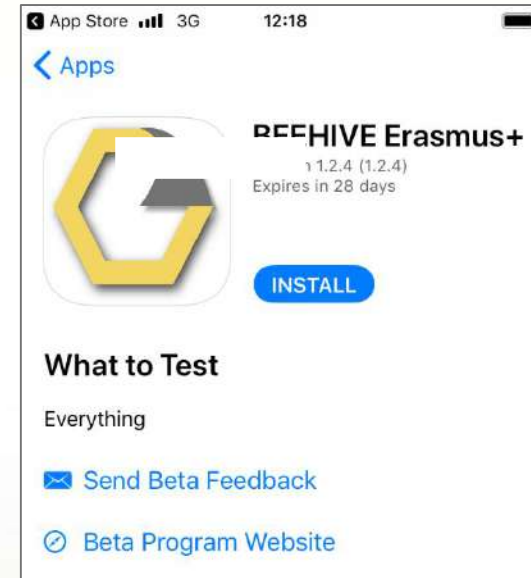 App Store 3G 12:18
Apps
HIVE Erasmus+
1.2.4 (1.2.4)
Expires in 28 days
INSTALL
What to Test
Everything
Send Beta Feedback
Beta Program Website